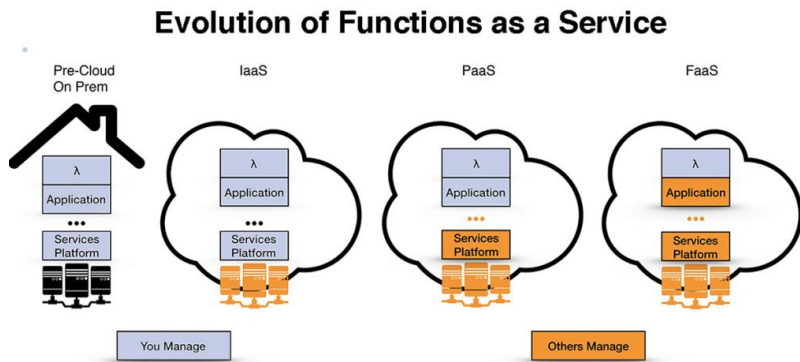 Evolution of Functions as a Service
Pre-Cloud
On Prem
IaaS
PaaS
FaaS
λ
Application
...
Services
Platform
λ
Application
...
Services
Platform
λ
Application
...
Services
Platform
λ
Application
...
Services
Platform
You Manage
Others Manage